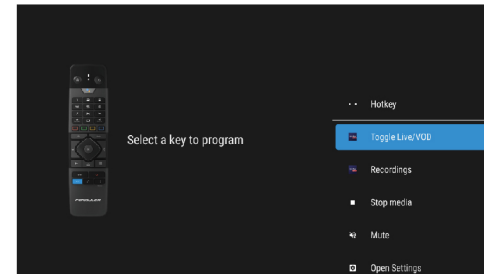 Select a key to program
Hotkey
Toggle Live/VOD
Recordings
Stop media
Mute
Open Settings